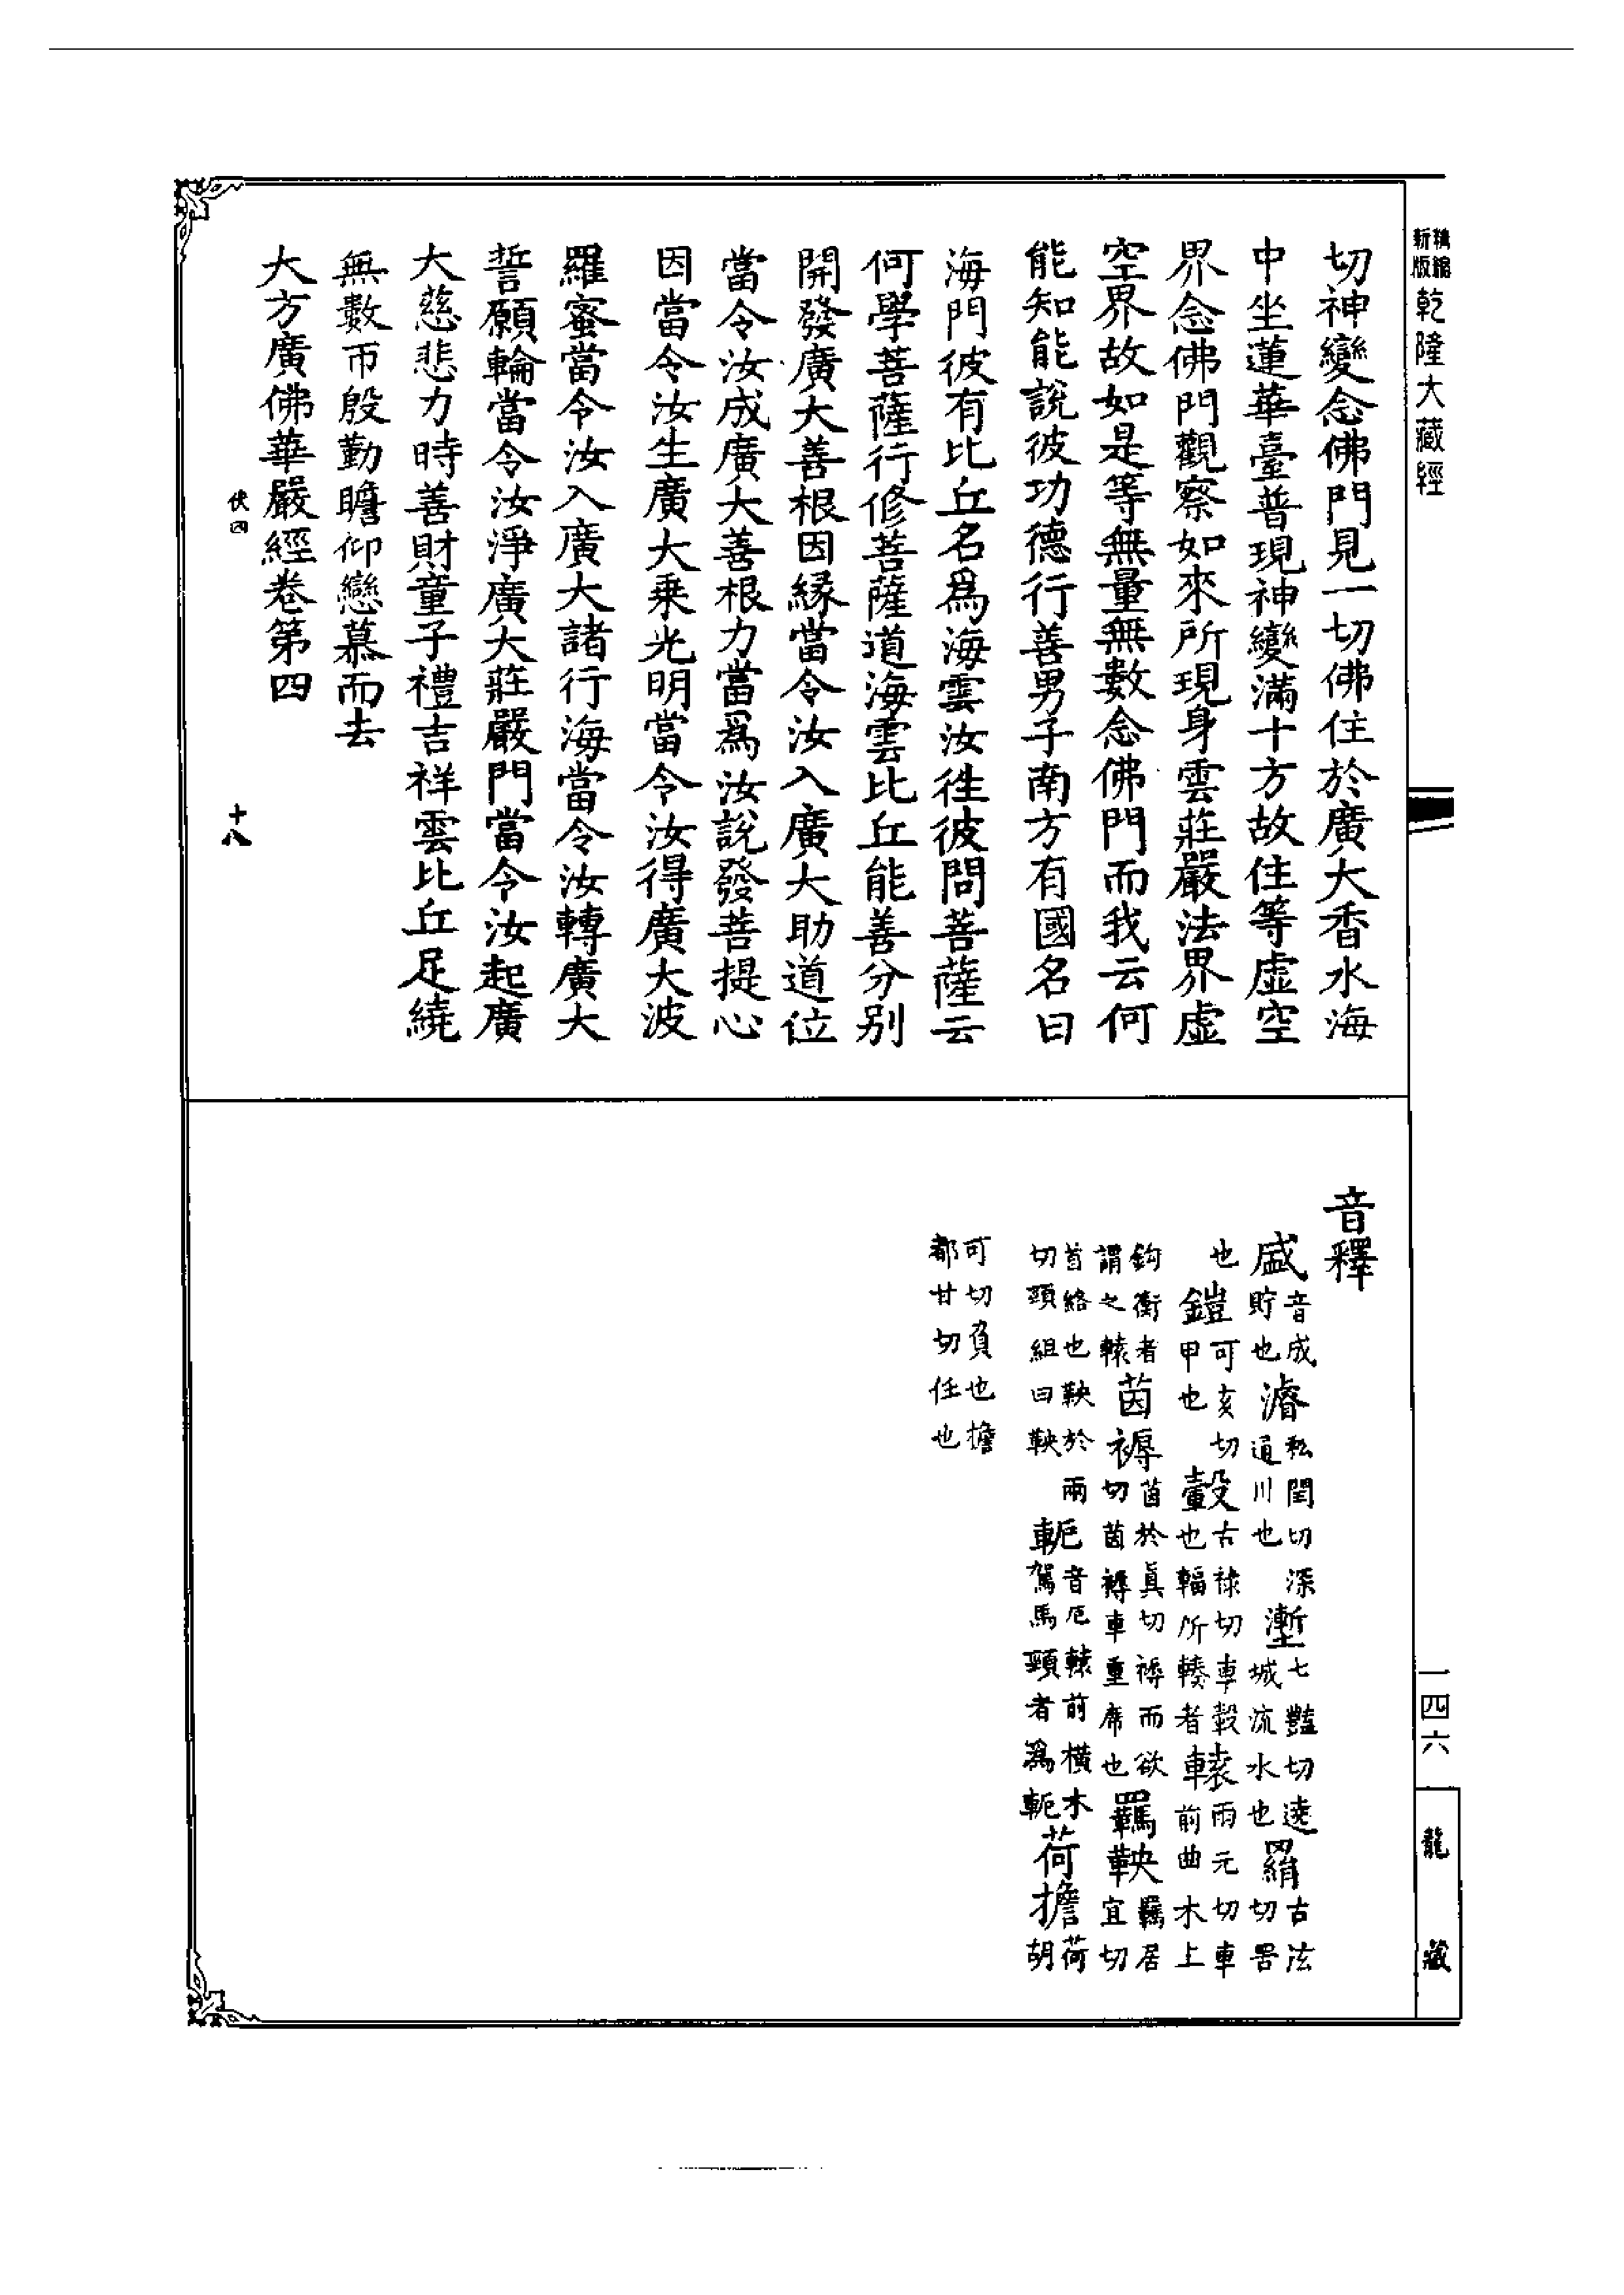 精縮新版乾隆大藏經
切神變念佛門見一切佛住於廣大香水海
中坐蓮華臺普現神變滿十方故住等虛空
界念佛門觀察如來所現身雲莊嚴法界虛
空界故如是等無量無數念佛門而我云何
能知能說彼功德行善男子南方有國名曰
海門彼有比丘名爲海雲汝徃彼問菩薩云
何學菩薩行修菩薩道海雲比丘能善分別
開發廣大善根因緣當令汝入廣大助道位
當令汝成廣大善根力當爲汝說發菩提心
因當令汝生廣大乗光明當令汝得廣大波
羅蜜當令汝入廣大諸行海當令汝轉廣大
誓願輪當令汝淨廣大莊嚴門當令汝起廣
大慈悲力時善財童子禮吉祥雲比丘足繞
無數帀殷勤瞻仰戀慕而去
大方廣佛華嚴經卷第四
十八
音釋
盛音成貯也濬私閏切深通川也塹七豔切遶城流水也羂古泫切罟
也鎧可亥切甲也轂古祿切車轂也輻所輳者轅雨元切車前曲木上
鈎衡者謂之轅茵褥茵於眞切褥而欲切茵褥車重席也羈鞅羈居宜切
首絡也鞅於兩切頸組曰鞅軛音厄轅前橫木駕馬頸者爲軛荷擔荷胡
可切負也擔都甘切任也
一四六
龍藏